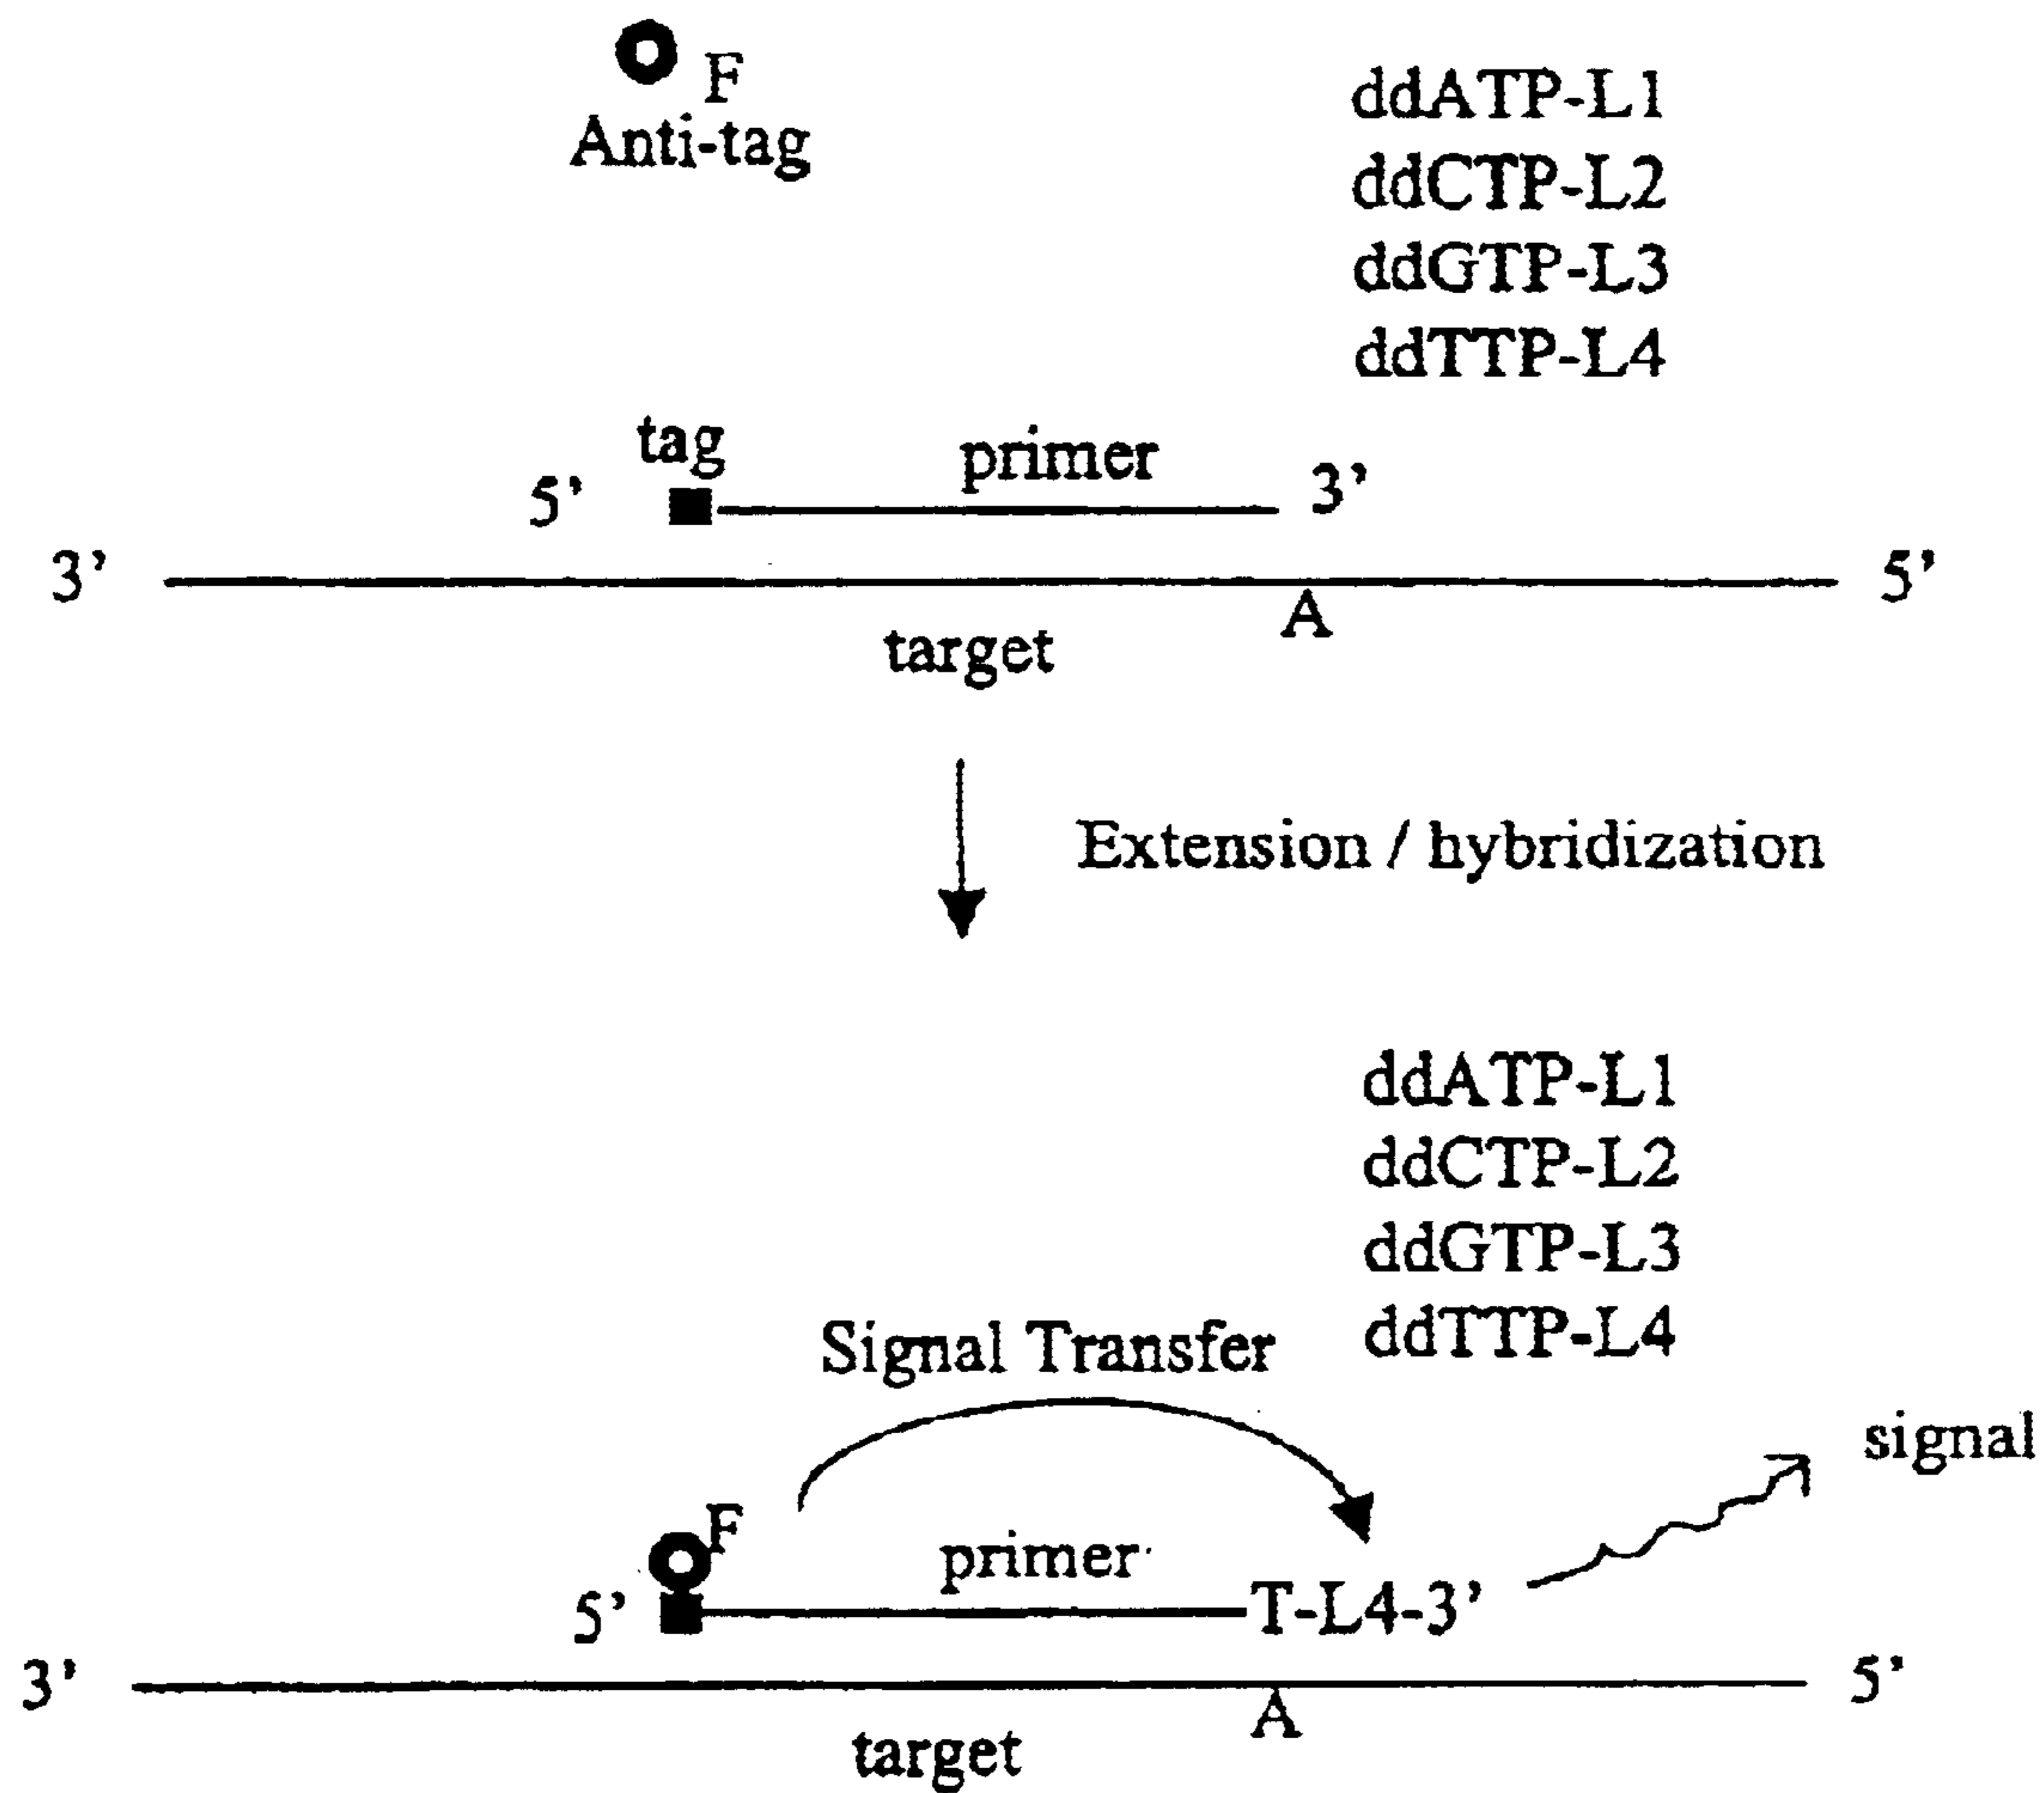 F
Anti-tag
ddATP-L1
ddCTP-L2
ddGTP-L3
ddTTP-L4
tag
5’ primer 3’
3’ 5’
A
target
Extension / hybridization
ddATP-L1
ddCTP-L2
ddGTP-L3
ddTTP-L4
Signal Transfer
signal
F
primer
5’ T-L4-3’
3’ 5’
A
target